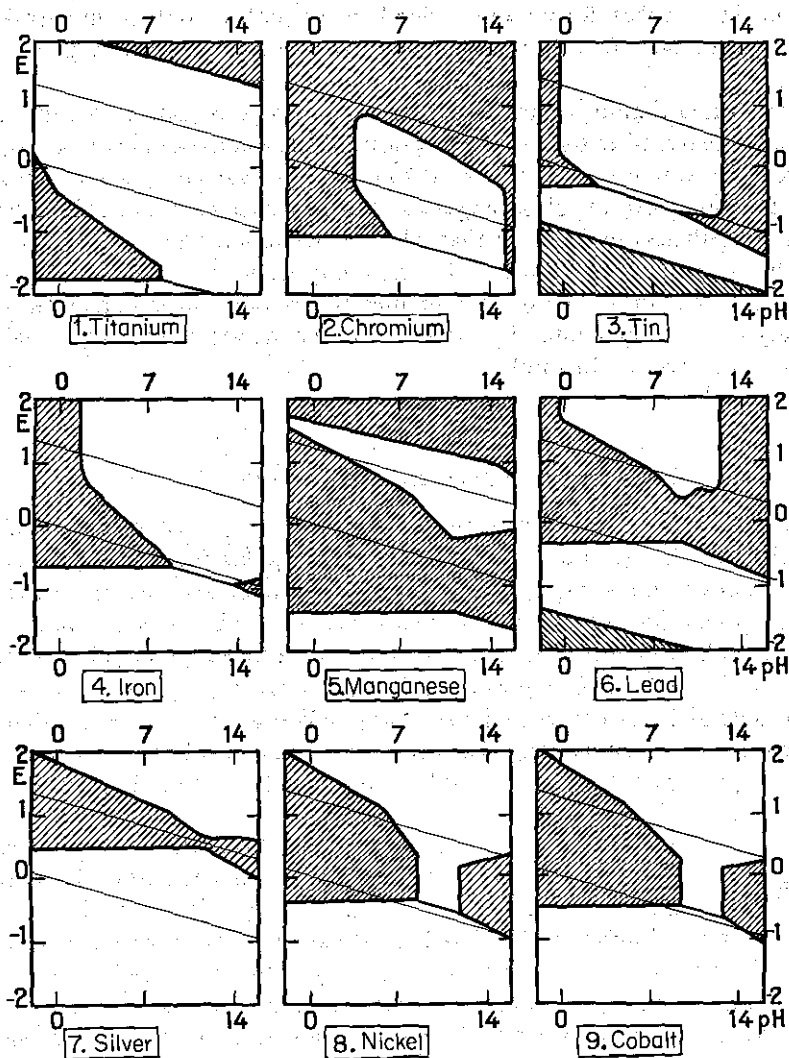 0 7 14 0 7 14 0 7 14
2 2
E
1 1
0 0
-1 -1
-2 -2
0 14 0 14 0 14 pH
1. Titanium 2. Chromium 3. Tin
0 7 14 0 7 14 0 7 14
2 2
E
1 1
0 0
-1 -1
-2 -2
0 14 0 7 14 0 14 pH
4. Iron 5. Manganese 6. Lead
0 7 14 0 7 14 0 7 14
2 2
E
1 1
0 0
-1 -1
-2 -2
0 7 14 0 7 14 0 7 14 pH
7. Silver 8. Nickel 9. Cobalt